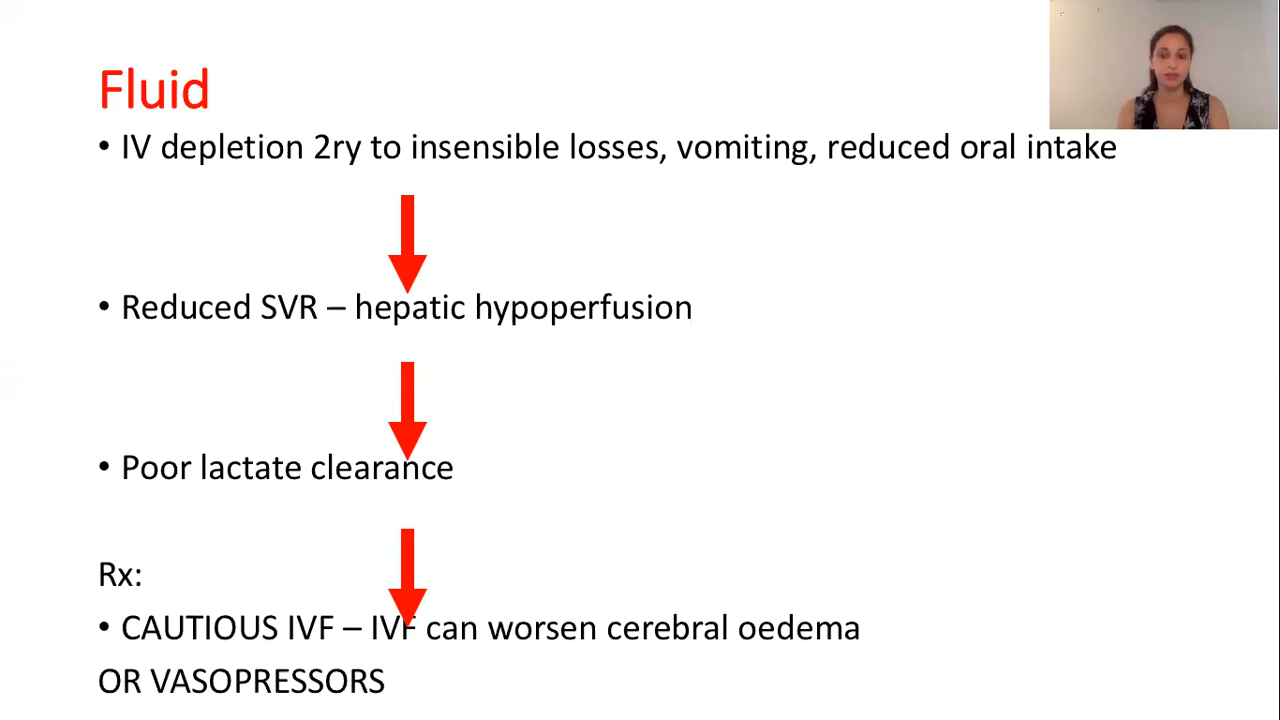 Fluid
• IV depletion 2ry to insensible losses, vomiting, reduced oral intake
• Reduced SVR – hepatic hypoperfusion
• Poor lactate clearance
Rx:
• CAUTIOUS IVF – IVF can worsen cerebral oedema
OR VASOPRESSORS